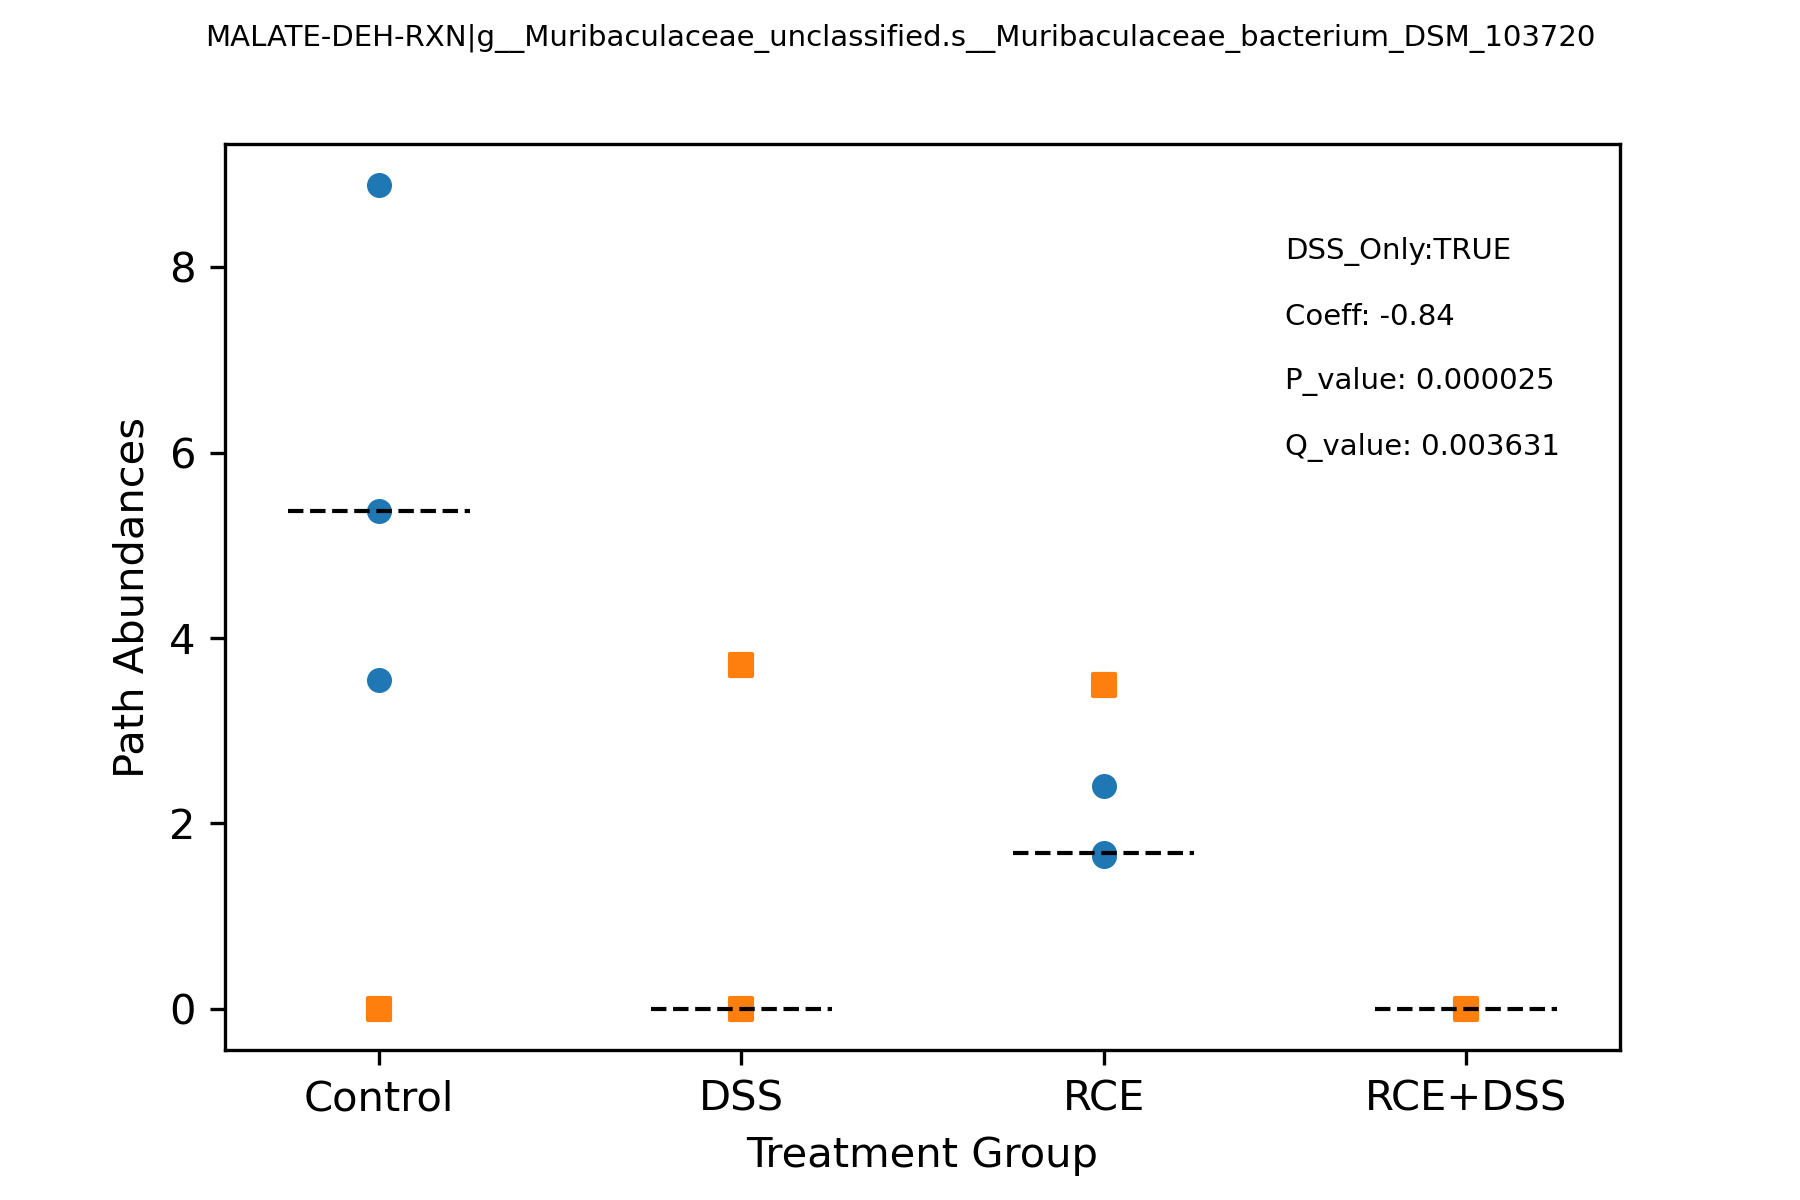 MALATE-DEH-RXN|g__Muribaculaceae_unclassified.s__Muribaculaceae_bacterium_DSM_103720
DSS_Only:TRUE
Coeff: -0.84
P_value: 0.000025
Q_value: 0.003631
Path Abundances
8
6
4
2
0
Control DSS RCE RCE+DSS
Treatment Group